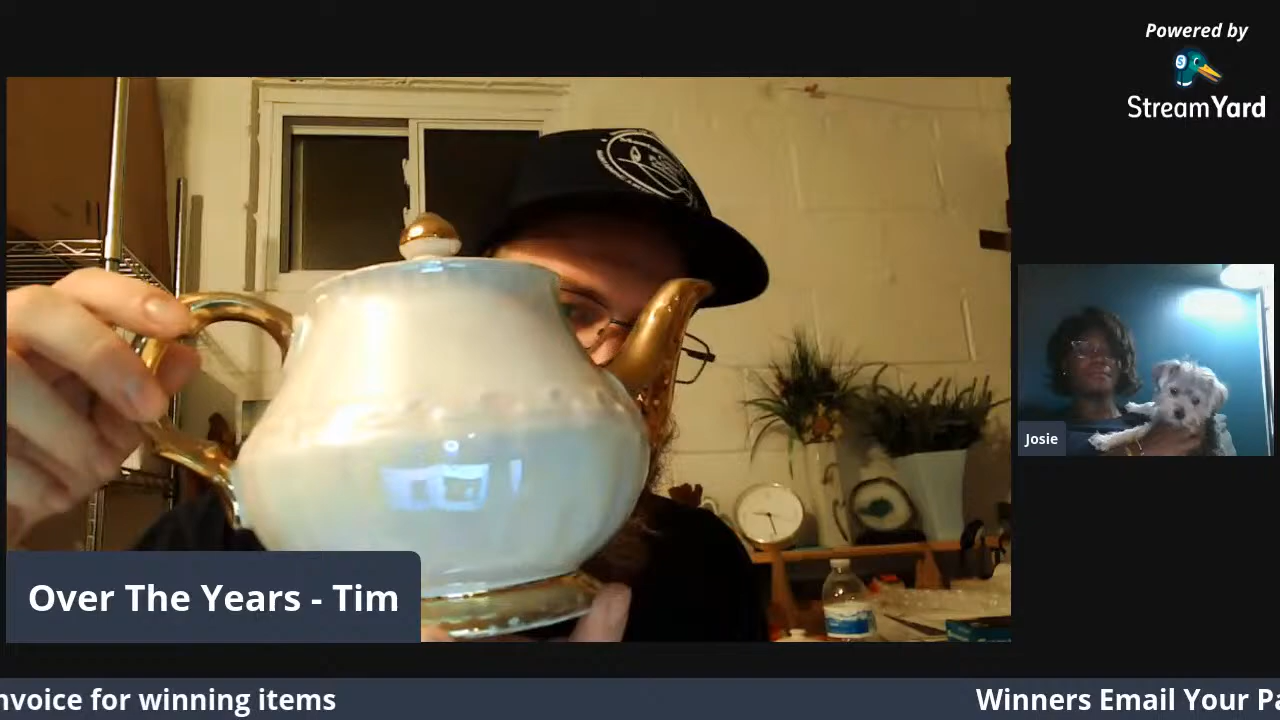 Powered by
StreamYard
Josie
Over The Years - Tim
nvoice for winning items
Winners Email Your Pa